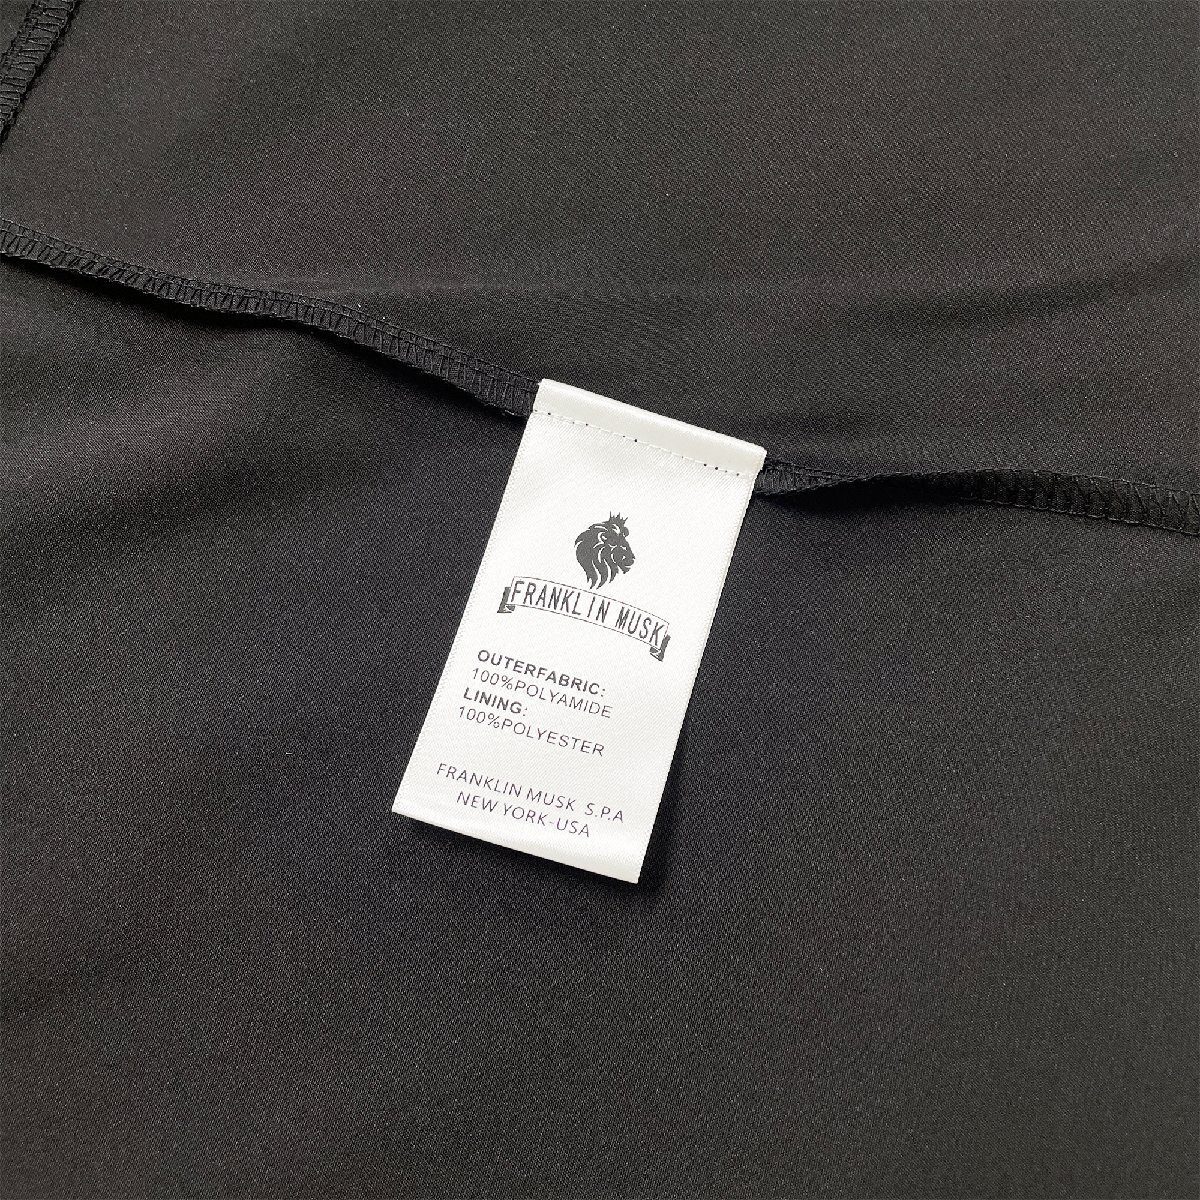 FRANKLIN MUSK
OUTERFABRIC:
100%POLYAMIDE
LINING:
100%POLYESTER
FRANKLIN MUSK S.P.A
NEW YORK-USA